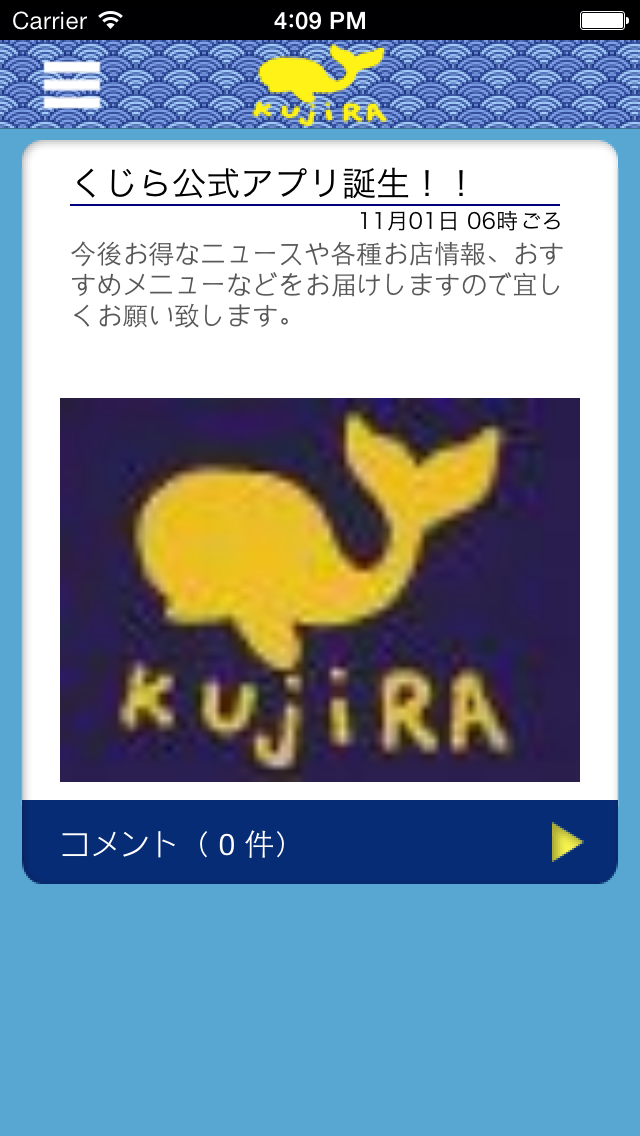 Carrier 4:09 PM
KujiRA
くじら公式アプリ誕生！！
11月01日 06時ごろ
今後お得なニュースや各種お店情報、おす
すめメニューなどをお届けしますので宜し
くお願い致します。
KujiRA
コメント（ 0 件）